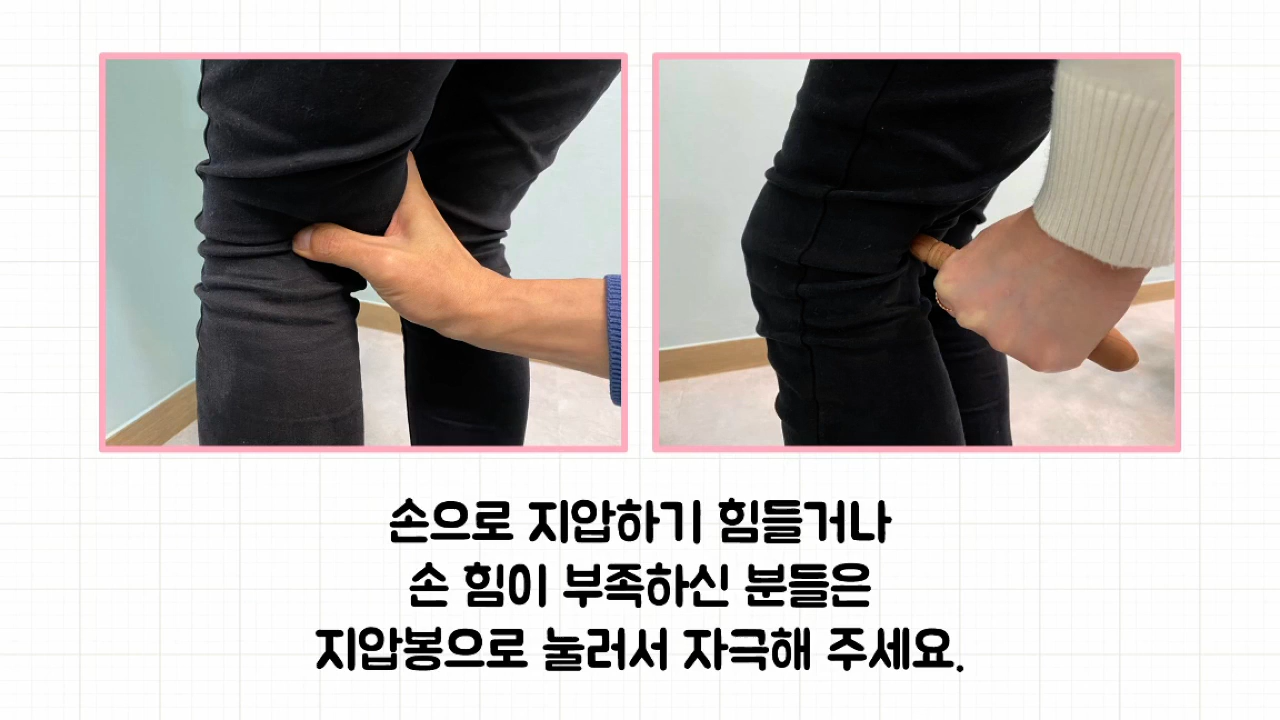 손으로 지압하기 힘들거나
손 힘이 부족하신 분들은
지압봉으로 눌러서 자극해 주세요.